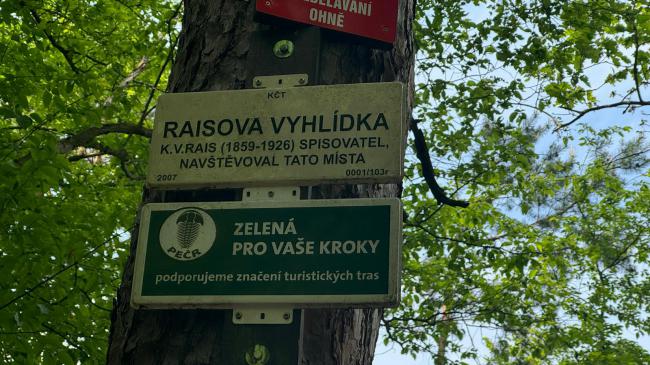 ZDĚLÁVÁNÍ
OHNĚ
KČT
RAISOVA VYHLÍDKA
K.V.RAIS (1859-1926) SPISOVATEL,
NAVŠTĚVOVAL TATO MÍSTA
2007 0001/103r
PEČR
ZELENÁ
PRO VAŠE KROKY
podporujeme značení turistických tras